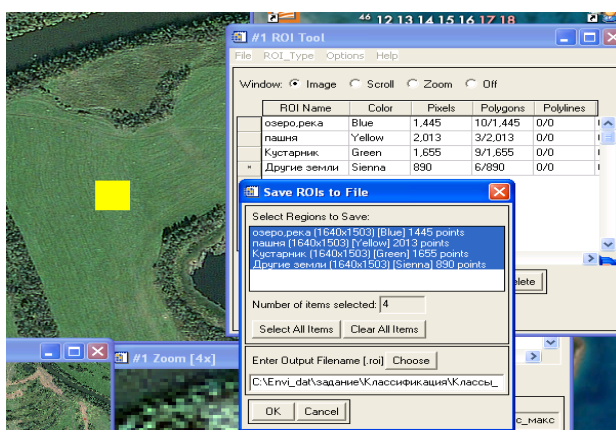 46 12 13 14 15 16 17 18
#1 ROI Tool
File ROI_Type Options Help
Window: Image Scroll Zoom Off
ROI Name Color Pixels Polygons Polylines
озеро,река Blue 1,445 10/1,445 0/0
пашня Yellow 2,013 3/2,013 0/0
Кустарник Green 1,655 9/1,655 0/0
* Другие земли Sienna 890 6/890 0/0
Save ROIs to File
Select Regions to Save:
озеро,река (1640x1503) [Blue] 1445 points
пашня (1640x1503) [Yellow] 2013 points
Кустарник (1640x1503) [Green] 1655 points
Другие земли (1640x1503) [Sienna] 890 points
Number of items selected: 4
Select All Items Clear All Items
Enter Output Filename [.roi] Choose
C:\Envi_dat\задание\Классификация\Классы_
OK Cancel
#1 Zoom [4x]
с_макс